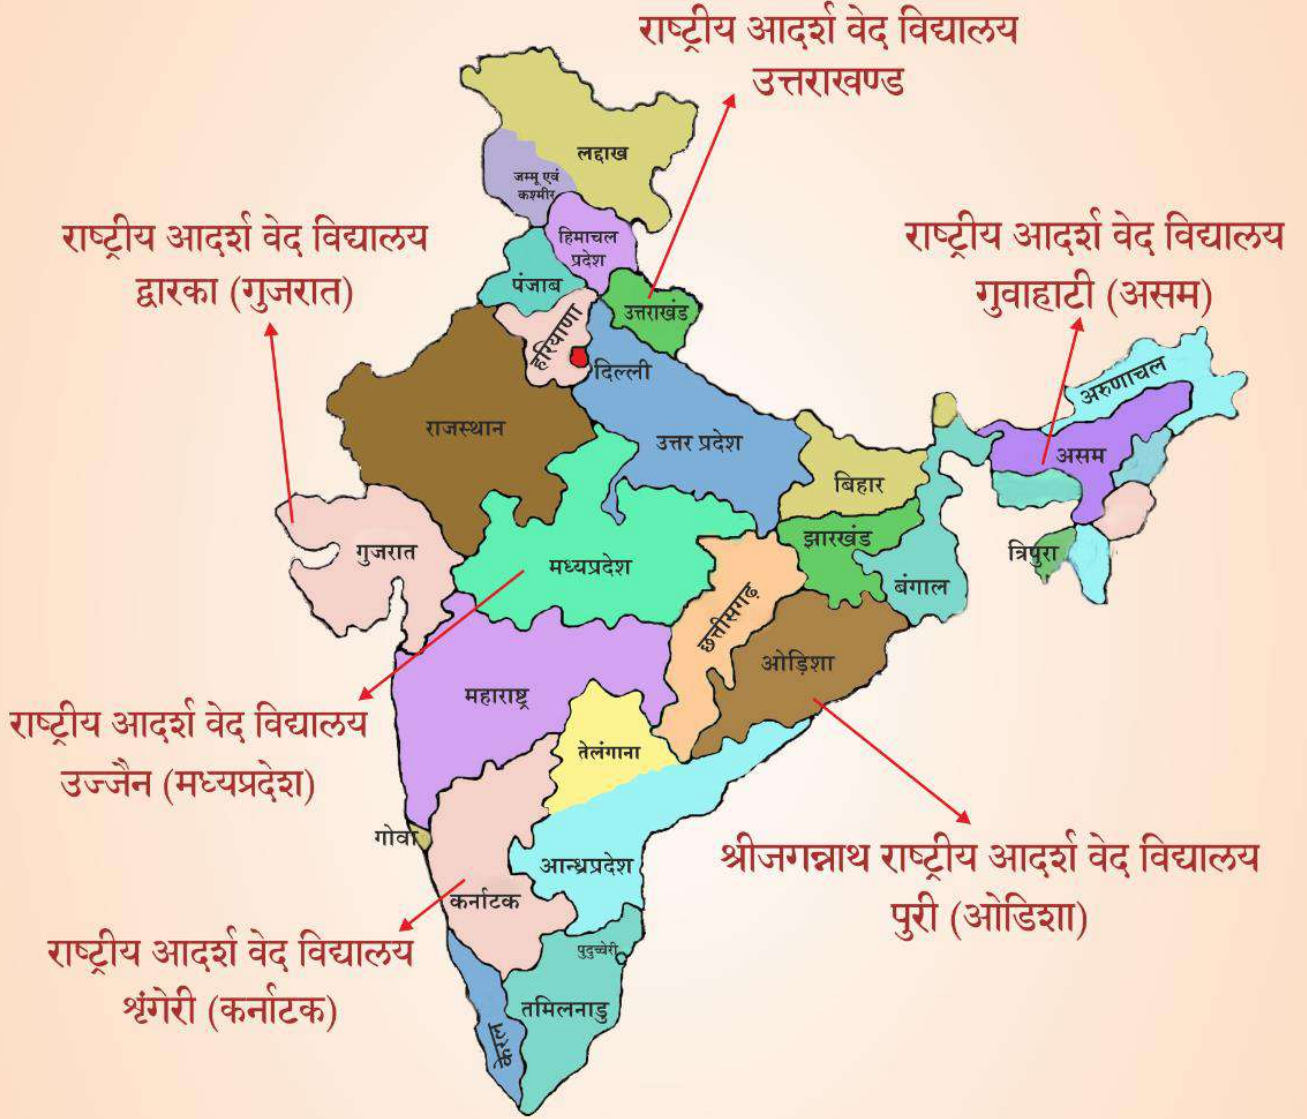 राष्ट्रीय आदर्श वेद विद्यालय
उत्तराखण्ड
लद्दाख
जम्मू एवं
कश्मीर
राष्ट्रीय आदर्श वेद विद्यालय
द्वारका (गुजरात)
हिमाचल
प्रदेश
राष्ट्रीय आदर्श वेद विद्यालय
गुवाहाटी (असम)
पंजाब
उत्तराखंड
हरियाणा
दिल्ली
अरुणाचल
राजस्थान
उत्तर प्रदेश
असम
बिहार
गुजरात
मध्यप्रदेश
झारखंड
त्रिपुरा
बंगाल
छत्तीसगढ़
ओड़िशा
महाराष्ट्र
राष्ट्रीय आदर्श वेद विद्यालय
उज्जैन (मध्यप्रदेश)
तेलंगाना
गोवा
आन्ध्रप्रदेश
श्रीजगन्नाथ राष्ट्रीय आदर्श वेद विद्यालय
पुरी (ओडिशा)
कर्नाटक
राष्ट्रीय आदर्श वेद विद्यालय
शृंगेरी (कर्नाटक)
पुदुच्चेरी
तमिलनाडु
केरल